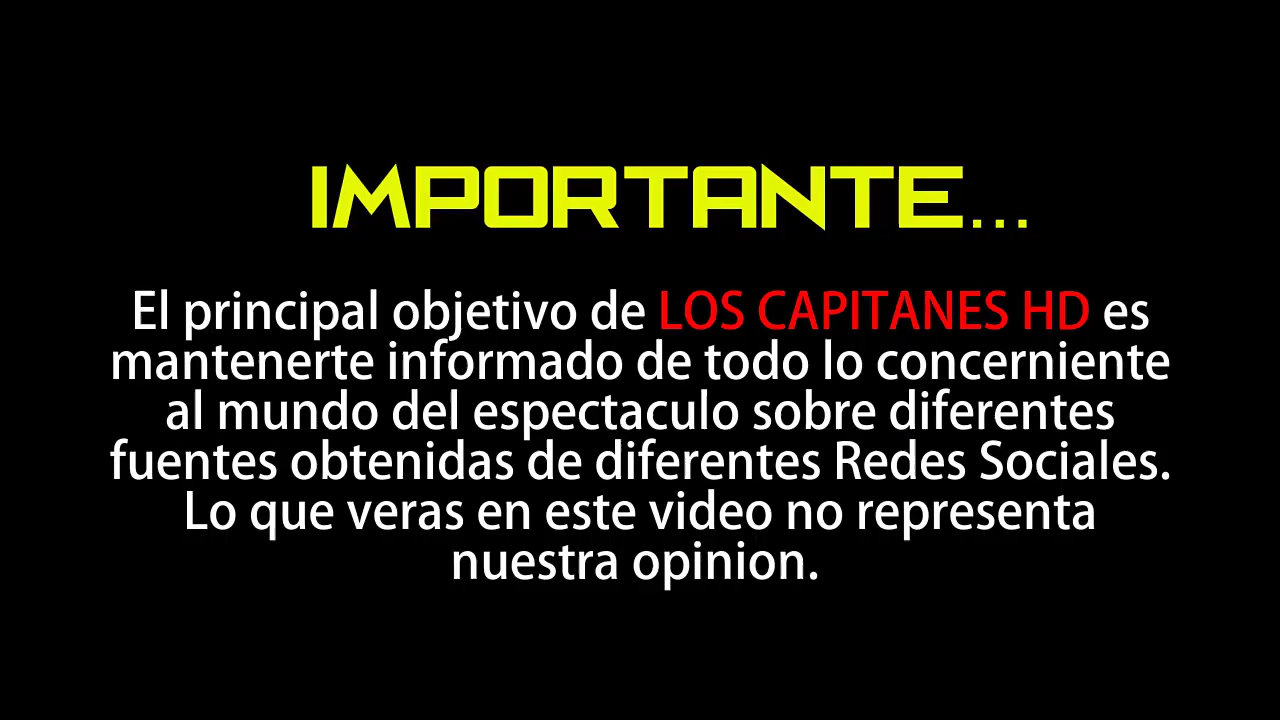 IMPORTANTE...
El principal objetivo de LOS CAPITANES HD es
mantenerte informado de todo lo concerniente
al mundo del espectaculo sobre diferentes
fuentes obtenidas de diferentes Redes Sociales.
Lo que veras en este video no representa
nuestra opinion.